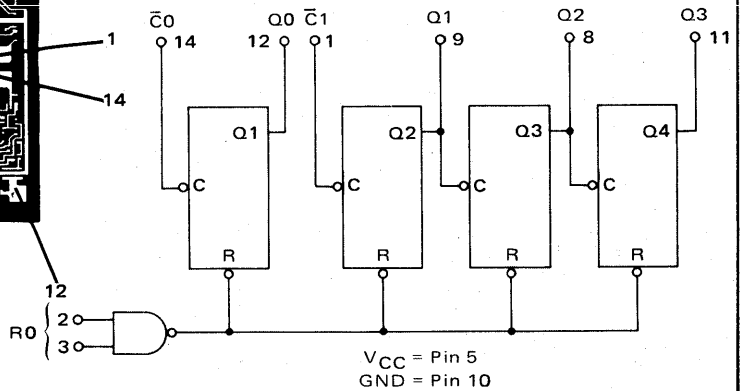 C̅0 Q0 C̅1 Q1 Q2 Q3
1 14 12 1 9 8 11
14
Q1 Q2 Q3 Q4
C C C C
R R R R
12
R0 { 2
3
VCC = Pin 5
GND = Pin 10